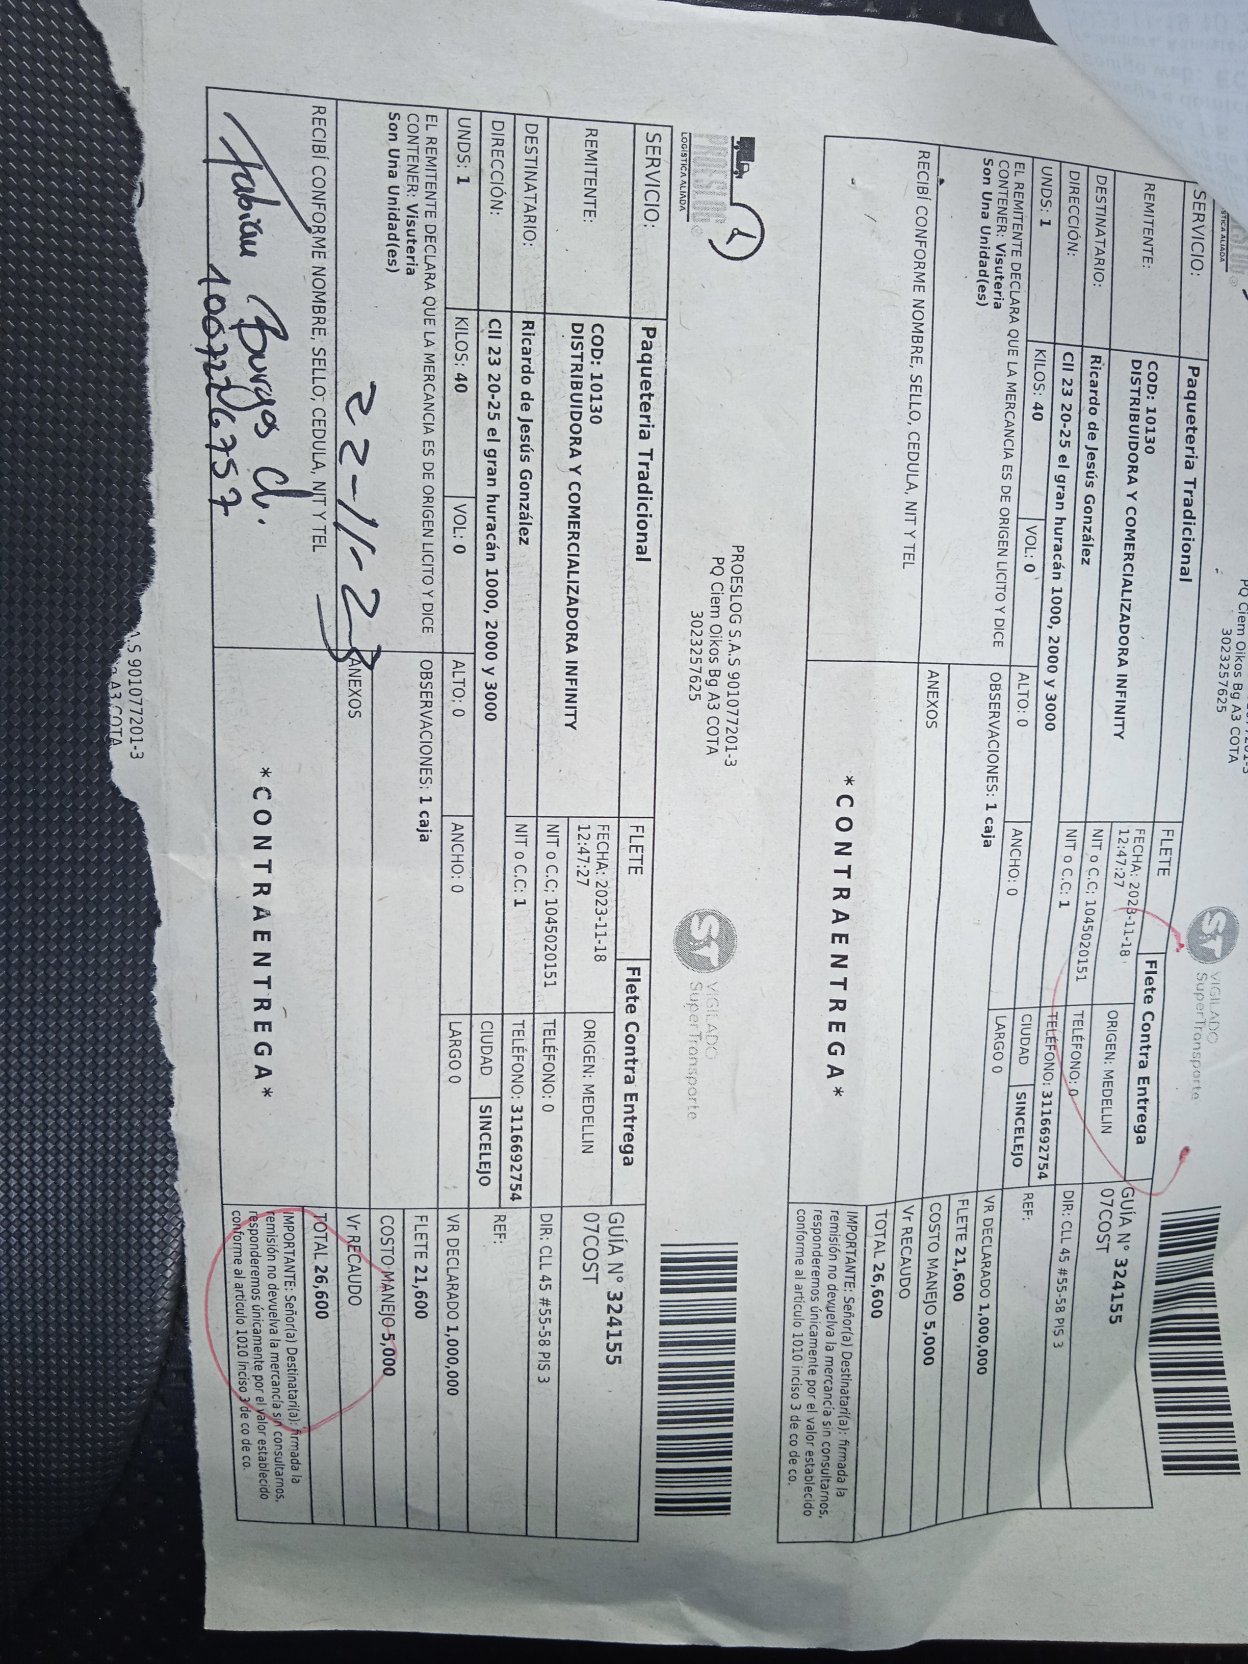 STICA ALIADA
PQ Ciem Oikos Bg A3 COTA
3023257625
VIGILADO
SuperTransporte
SERVICIO: Paqueteria Tradicional FLETE Flete Contra Entrega GUÍA N° 324155
07COST
REMITENTE: COD: 10130
DISTRIBUIDORA Y COMERCIALIZADORA INFINITY
FECHA: 2023-11-18
12:47:27
ORIGEN: MEDELLIN
NIT o C.C: 1045020151 TELÉFONO: 0 DIR: CLL 45 #55-58 PIS 3
DESTINATARIO: Ricardo de Jesús González NIT o C.C: 1 TELÉFONO: 3116692754
DIRECCIÓN: Cll 23 20-25 el gran huracán 1000, 2000 y 3000 CIUDAD SINCELEJO REF:
UNDS: 1 KILOS: 40 VOL: 0 ALTO: 0 ANCHO: 0 LARGO 0 VR DECLARADO 1,000,000
EL REMITENTE DECLARA QUE LA MERCANCIA ES DE ORIGEN LICITO Y DICE
CONTENER: Visuteria
Son Una Unidad(es)
OBSERVACIONES: 1 caja
FLETE 21,600
COSTO MANEJO 5,000
ANEXOS
Vr RECAUDO
RECIBÍ CONFORME NOMBRE, SELLO, CEDULA, NIT Y TEL
TOTAL 26,600
*CONTRAENTREGA*
IMPORTANTE: Señor(a) Destinatari(a): firmada la
remisión no devuelva la mercancía sin consultarnos,
responderemos únicamente por el valor establecido
conforme al artículo 1010 inciso 3 de co de co.
PROESLOG
LOGISTICA ALIADA
PROESLOG S.A.S 901077201-3
PQ Ciem Oikos Bg A3 COTA
3023257625
ST
VIGILADO
SuperTransporte
SERVICIO: Paqueteria Tradicional FLETE Flete Contra Entrega GUÍA N° 324155
07COST
REMITENTE: COD: 10130
DISTRIBUIDORA Y COMERCIALIZADORA INFINITY
FECHA: 2023-11-18
12:47:27
ORIGEN: MEDELLIN
NIT o C.C: 1045020151 TELÉFONO: 0 DIR: CLL 45 #55-58 PIS 3
DESTINATARIO: Ricardo de Jesús González NIT o C.C: 1 TELÉFONO: 3116692754
DIRECCIÓN: Cll 23 20-25 el gran huracán 1000, 2000 y 3000 CIUDAD SINCELEJO REF:
UNDS: 1 KILOS: 40 VOL: 0 ALTO: 0 ANCHO: 0 LARGO 0 VR DECLARADO 1,000,000
EL REMITENTE DECLARA QUE LA MERCANCIA ES DE ORIGEN LICITO Y DICE
CONTENER: Visuteria
Son Una Unidad(es)
OBSERVACIONES: 1 caja
FLETE 21,600
COSTO MANEJO 5,000
22-11-23
ANEXOS
Vr RECAUDO
RECIBÍ CONFORME NOMBRE, SELLO, CEDULA, NIT Y TEL
TOTAL 26,600
Fabian Burgos d.
*CONTRAENTREGA*
IMPORTANTE: Señor(a) Destinatari(a): firmada la
remisión no devuelva la mercancía sin consultarnos,
responderemos únicamente por el valor establecido
conforme al artículo 1010 inciso 3 de co de co.
A.S 901077201-3
A3 COTA